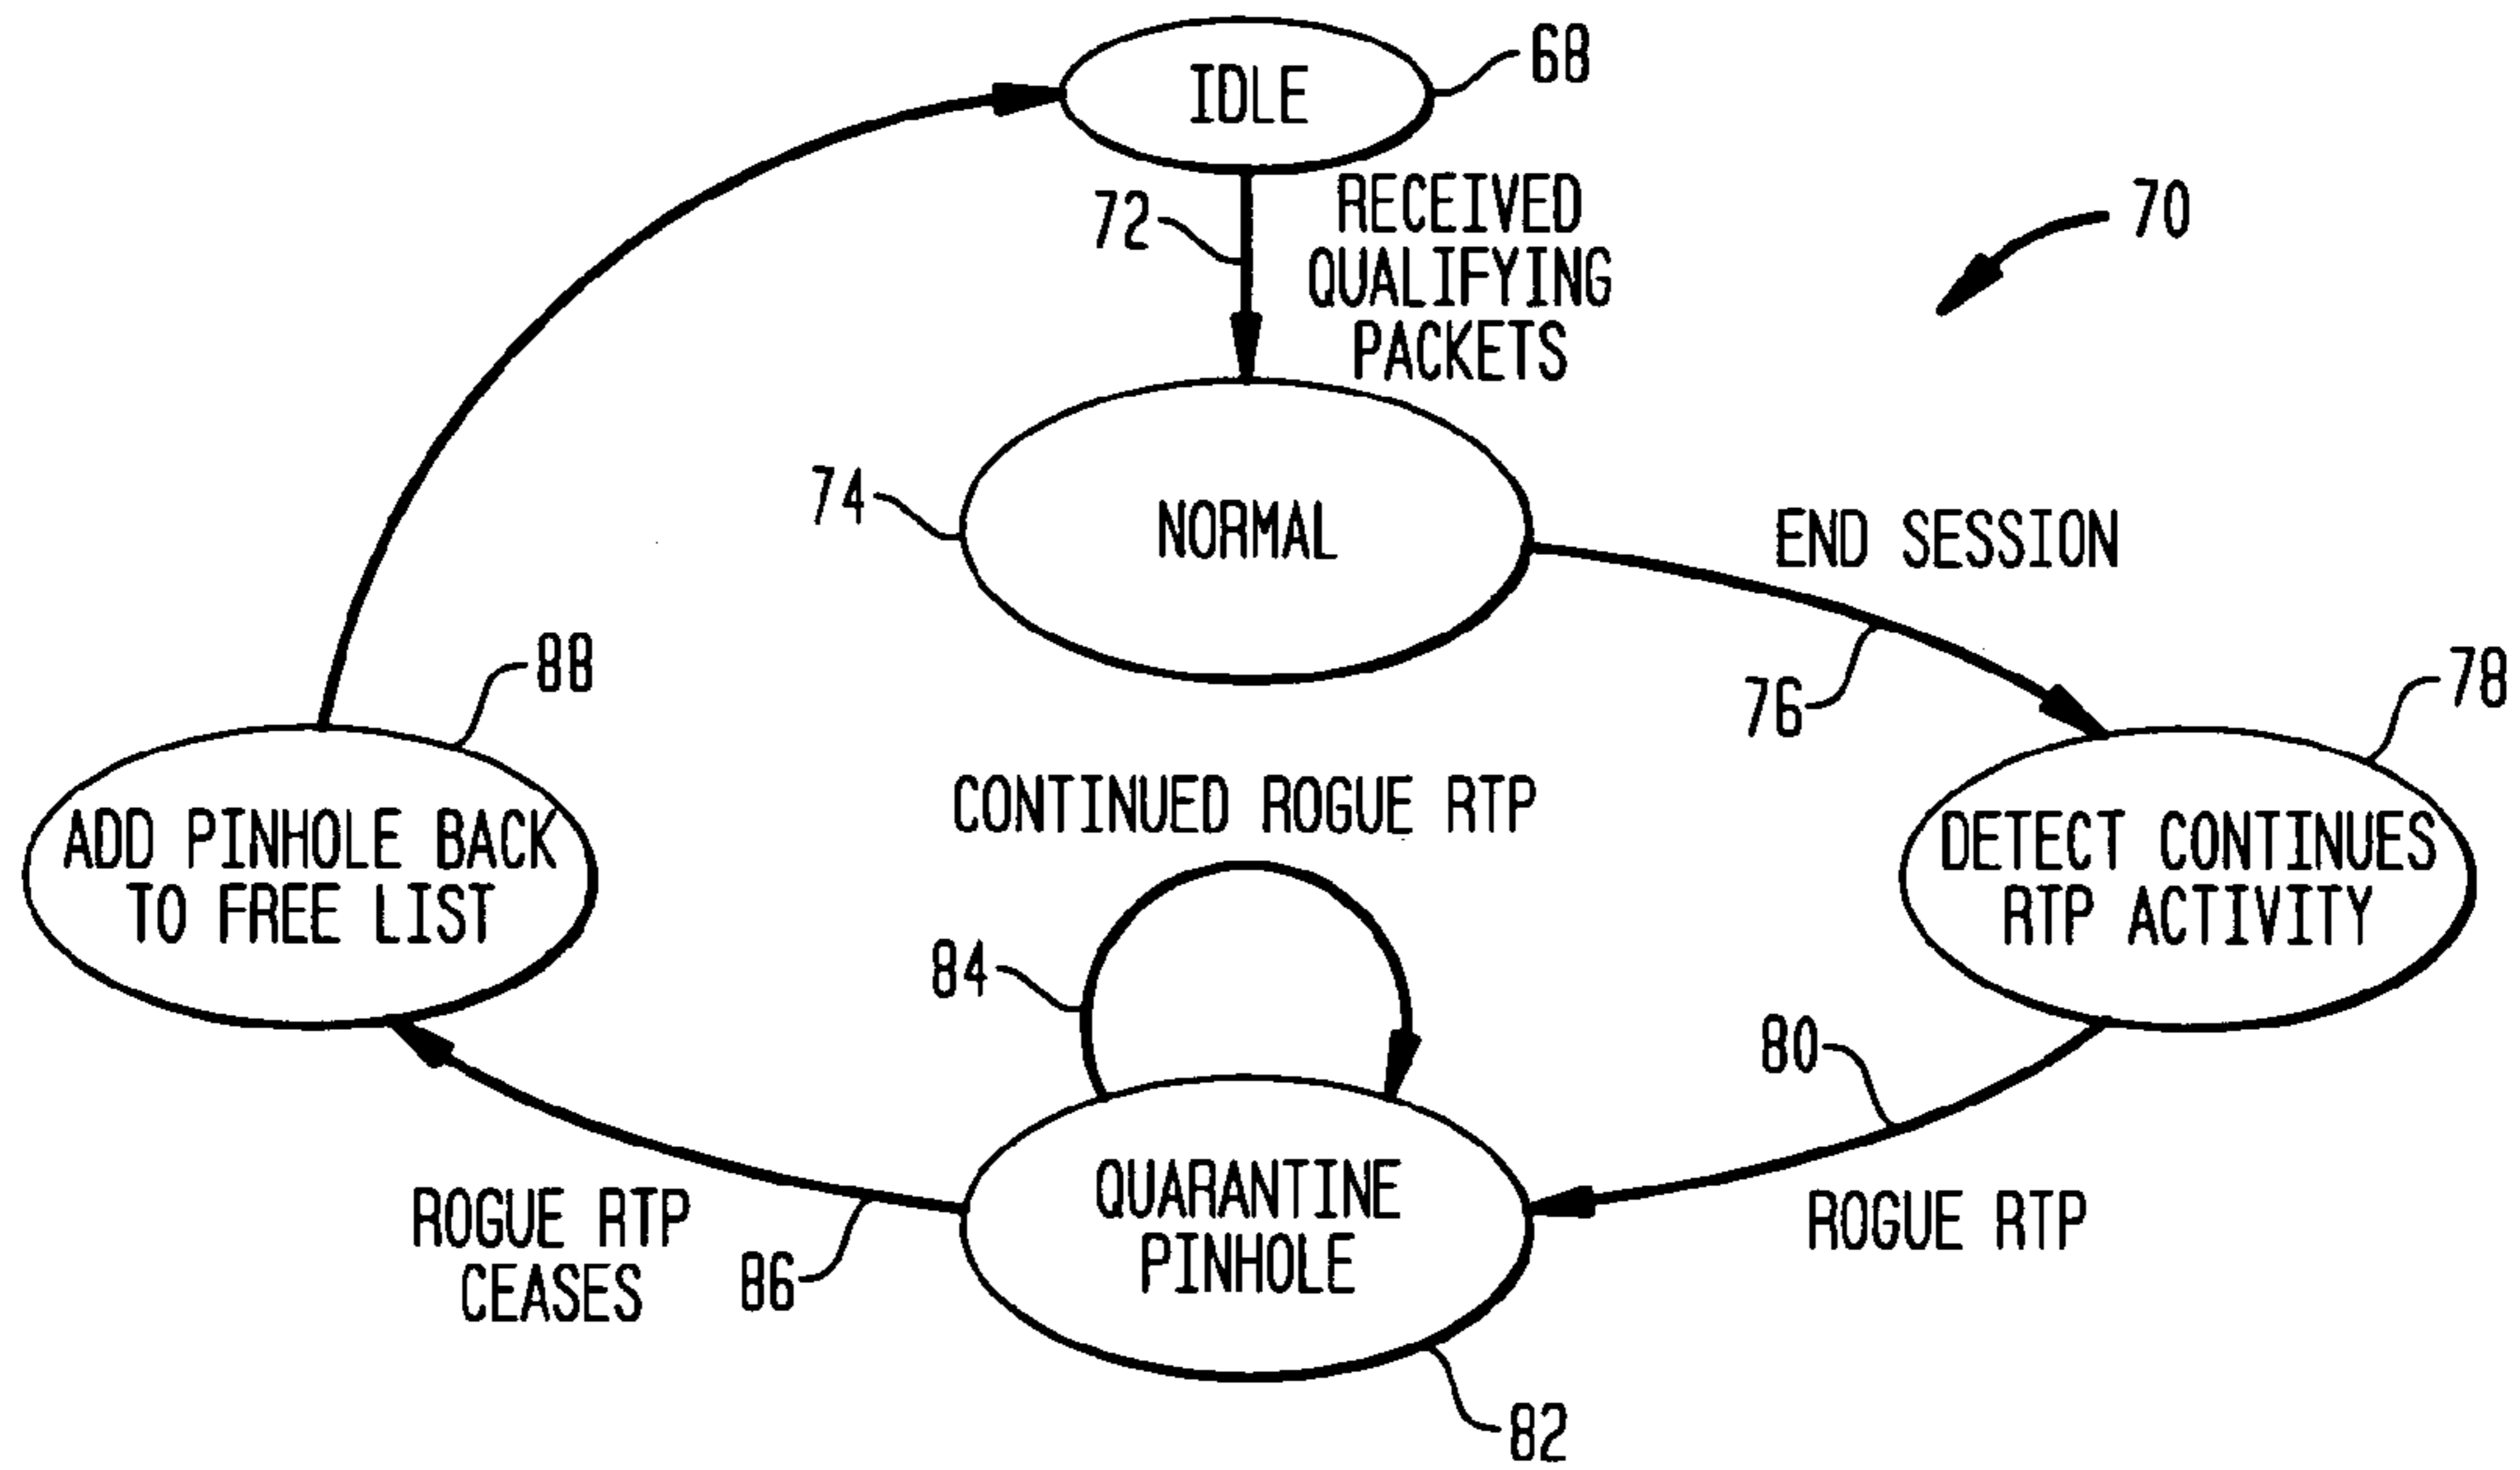 IDLE
68
72
RECEIVED
QUALIFYING
PACKETS
70
74
NORMAL
END SESSION
76
78
88
CONTINUED ROGUE RTP
ADD PINHOLE BACK
TO FREE LIST
DETECT CONTINUES
RTP ACTIVITY
84
80
QUARANTINE
PINHOLE
ROGUE RTP
CEASES
86
ROGUE RTP
82